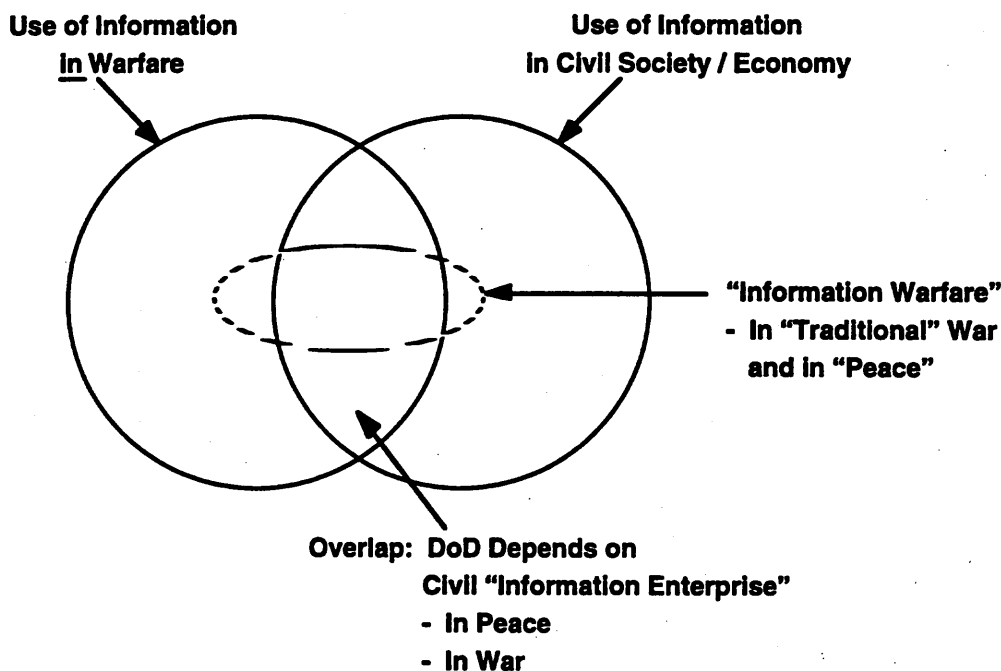 Use of Information
in Warfare
Use of Information
in Civil Society / Economy
“Information Warfare”
- In “Traditional” War
and in “Peace”
Overlap: DoD Depends on
Civil “Information Enterprise”
- In Peace
- In War